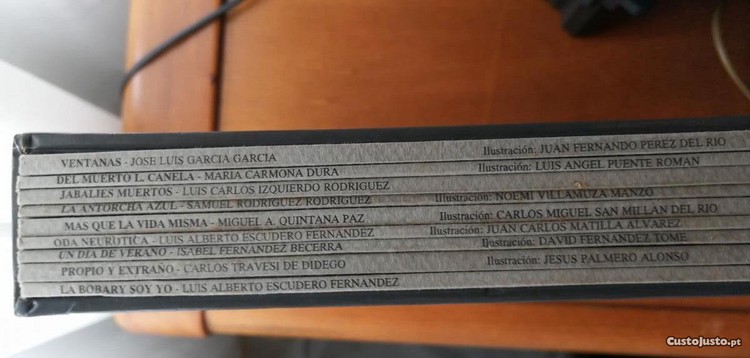 VENTANAS - JOSE LUIS GARCIA GARCIA Ilustración: JUAN FERNANDO PEREZ DEL RIO
DEL MUERTO L. CANELA - MARIA CARMONA DURA Ilustración: LUIS ANGEL PUENTE ROMAN
JABALIES MUERTOS - LUIS CARLOS IZQUIERDO RODRIGUEZ
LA ANTORCHA AZUL - SAMUEL RODRIGUEZ RODRIGUEZ Ilustración: NOEMI VILLAMUZA MANZO
MAS QUE LA VIDA MISMA - MIGUEL A. QUINTANA PAZ Ilustración: CARLOS MIGUEL SAN MILLAN DEL RIO
ODA NEUROTICA - LUIS ALBERTO ESCUDERO FERNANDEZ Ilustración: JUAN CARLOS MATILLA ALVAREZ
UN DIA DE VERANO - ISABEL FERNANDEZ BECERRA Ilustración: DAVID FERNANDEZ TOME
PROPIO Y EXTRAÑO - CARLOS TRAVESI DE DIDEGO Ilustración: JESUS PALMERO ALONSO
LA BOBARY SOY YO - LUIS ALBERTO ESCUDERO FERNANDEZ
CustoJusto.pt